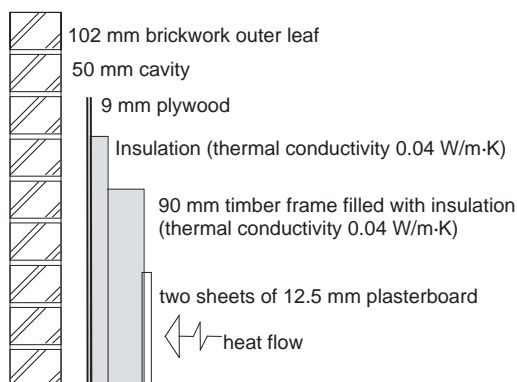 102 mm brickwork outer leaf
50 mm cavity
9 mm plywood
Insulation (thermal conductivity 0.04 W/m·K)
90 mm timber frame filled with insulation
(thermal conductivity 0.04 W/m·K)
two sheets of 12.5 mm plasterboard
heat flow